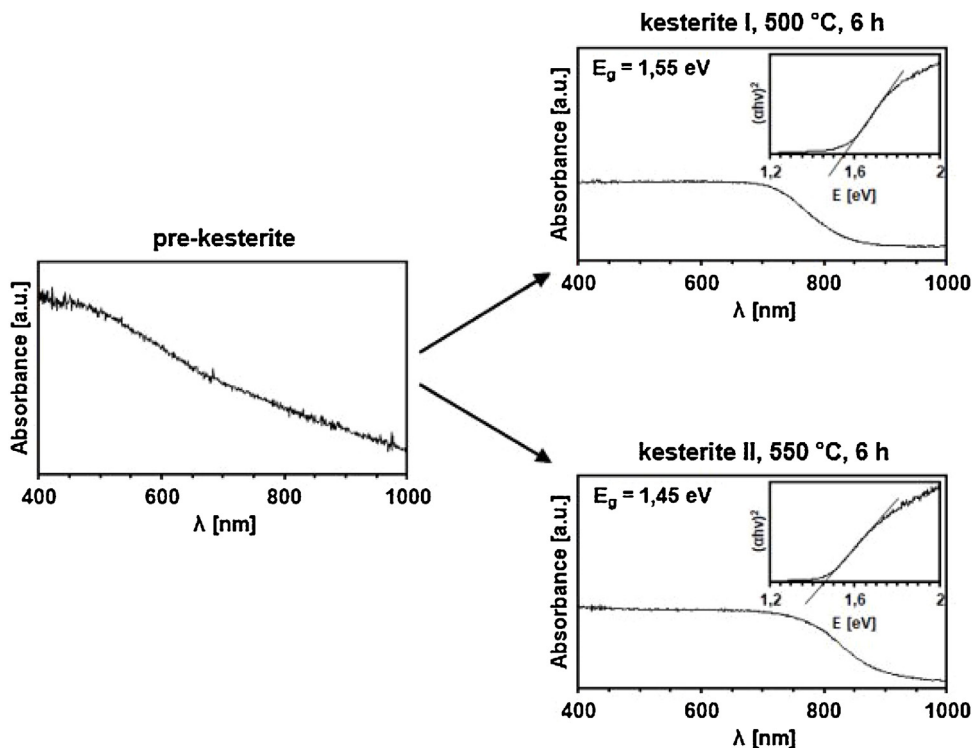 pre-kesterite
Absorbance [a.u.]
400 600 800 1000
λ [nm]
kesterite I, 500 °C, 6 h
E_g = 1,55 eV
Absorbance [a.u.]
(αhν)²
1,2 1,6 2
E [eV]
400 600 800 1000
λ [nm]
kesterite II, 550 °C, 6 h
E_g = 1,45 eV
Absorbance [a.u.]
(αhν)²
1,2 1,6 2
E [eV]
400 600 800 1000
λ [nm]